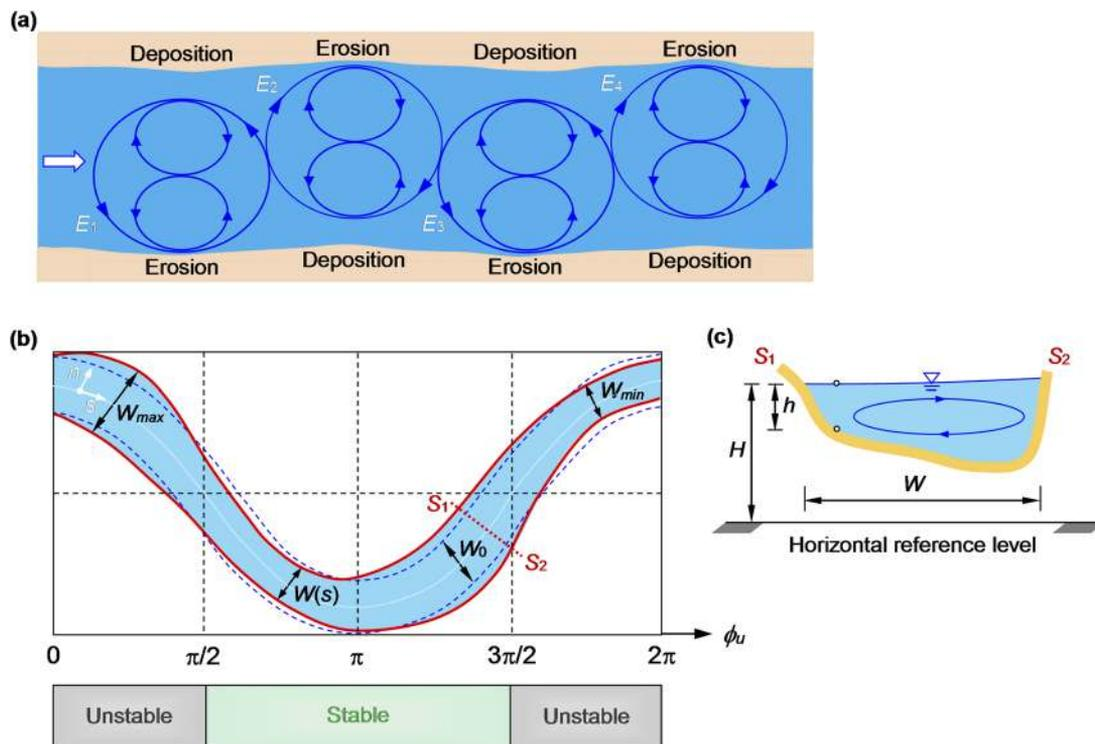 (a)
Deposition Erosion Deposition Erosion
E2 E4
E1 E3
Erosion Deposition Erosion Deposition
(b)
n
s
Wmax
Wmin
S1
W0
S2
W(s)
0 π/2 π 3π/2 2π ϕu
Unstable Stable Unstable
(c)
S1 S2
h
H
W
Horizontal reference level